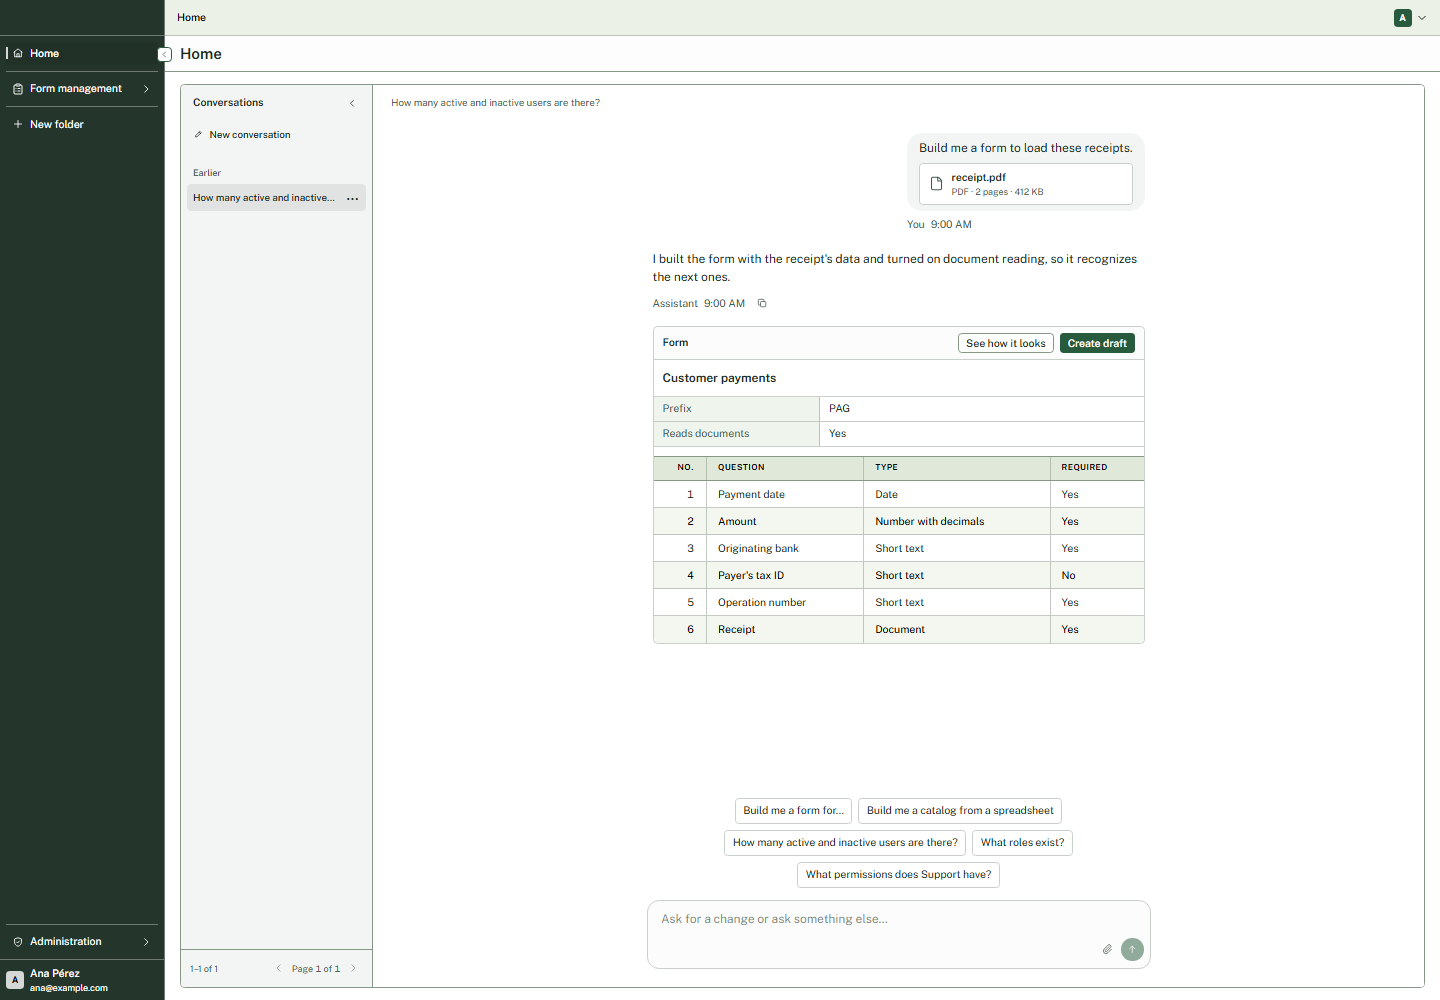 Home
A
Home
Form management
New folder
Home
Conversations
New conversation
Earlier
How many active and inactive...
1–1 of 1
Page 1 of 1
How many active and inactive users are there?
Build me a form to load these receipts.
receipt.pdf
PDF · 2 pages · 412 KB
You 9:00 AM
I built the form with the receipt's data and turned on document reading, so it recognizes
the next ones.
Assistant 9:00 AM
Form
See how it looks
Create draft
Customer payments
Prefix PAG
Reads documents Yes
NO. QUESTION TYPE REQUIRED
1 Payment date Date Yes
2 Amount Number with decimals Yes
3 Originating bank Short text Yes
4 Payer's tax ID Short text No
5 Operation number Short text Yes
6 Receipt Document Yes
Build me a form for...
Build me a catalog from a spreadsheet
How many active and inactive users are there?
What roles exist?
What permissions does Support have?
Ask for a change or ask something else...
Administration
A
Ana Pérez
ana@example.com